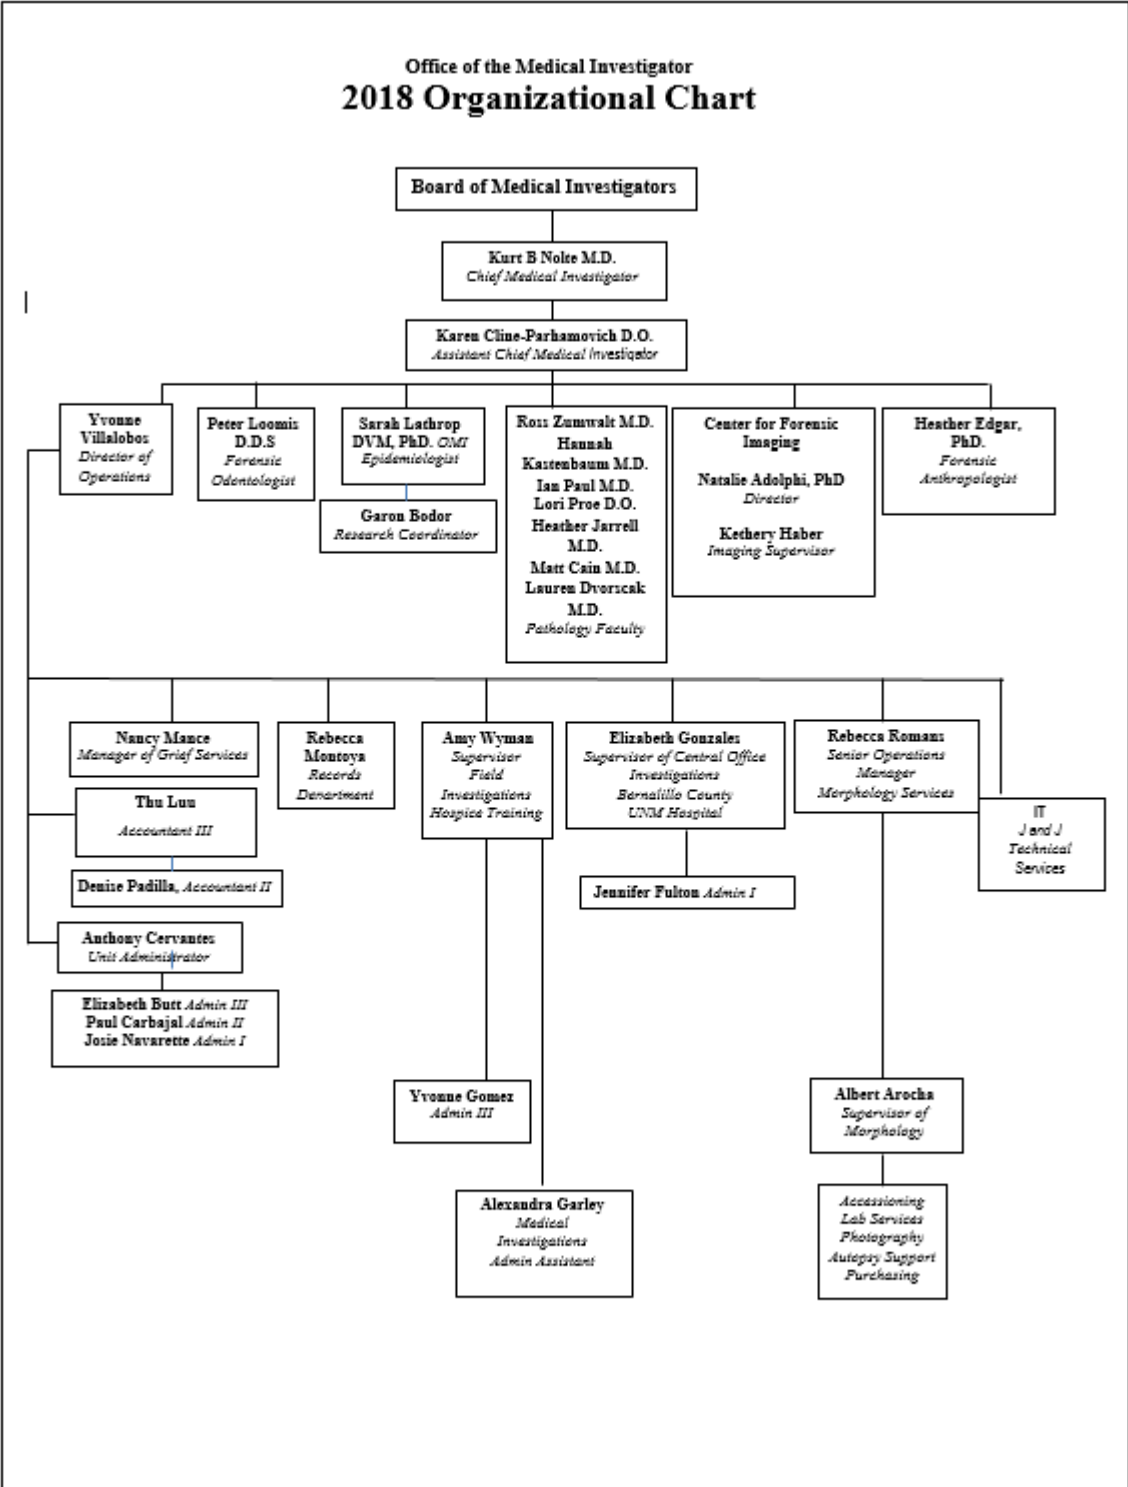 Office of the Medical Investigator
2018 Organizational Chart
Board of Medical Investigators
Kurt B Nolte M.D.
Chief Medical Investigator
Karen Cline-Parhamovich D.O.
Assistant Chief Medical Investigator
Yvonne
Villalobos
Director of
Operations
Peter Loomis
D.D.S
Forensic
Odontologist
Sarah Lathrop
DVM, PhD. OMI
Epidemiologist
Garon Bodor
Research Coordinator
Ross Zumwalt M.D.
Hannah
Kastenbaum M.D.
Ian Paul M.D.
Lori Proe D.O.
Heather Jarrell
M.D.
Matt Cain M.D.
Lauren Dvorscak
M.D.
Pathology Faculty
Center for Forensic
Imaging
Natalie Adolphi, PhD
Director
Kethery Haber
Imaging Supervisor
Heather Edgar,
PhD.
Forensic
Anthropologist
Nancy Mance
Manager of Grief Services
Rebecca
Montoya
Records
Department
Amy Wyman
Supervisor
Field
Investigations
Hospice Training
Elizabeth Gonzales
Supervisor of Central Office
Investigations
Bernalillo County
UNM Hospital
Rebecca Romans
Senior Operations
Manager
Morphology Services
IT
J and J
Technical
Services
Thu Luu
Accountant III
Denise Padilla, Accountant II
Jennifer Fulton Admin I
Anthony Cervantes
Unit Administrator
Elizabeth Butt Admin III
Paul Carbajal Admin II
Josie Navarette Admin I
Yvonne Gomez
Admin III
Albert Arocha
Supervisor of
Morphology
Alexandra Garley
Medical
Investigations
Admin Assistant
Accessioning
Lab Services
Photography
Autopsy Support
Purchasing